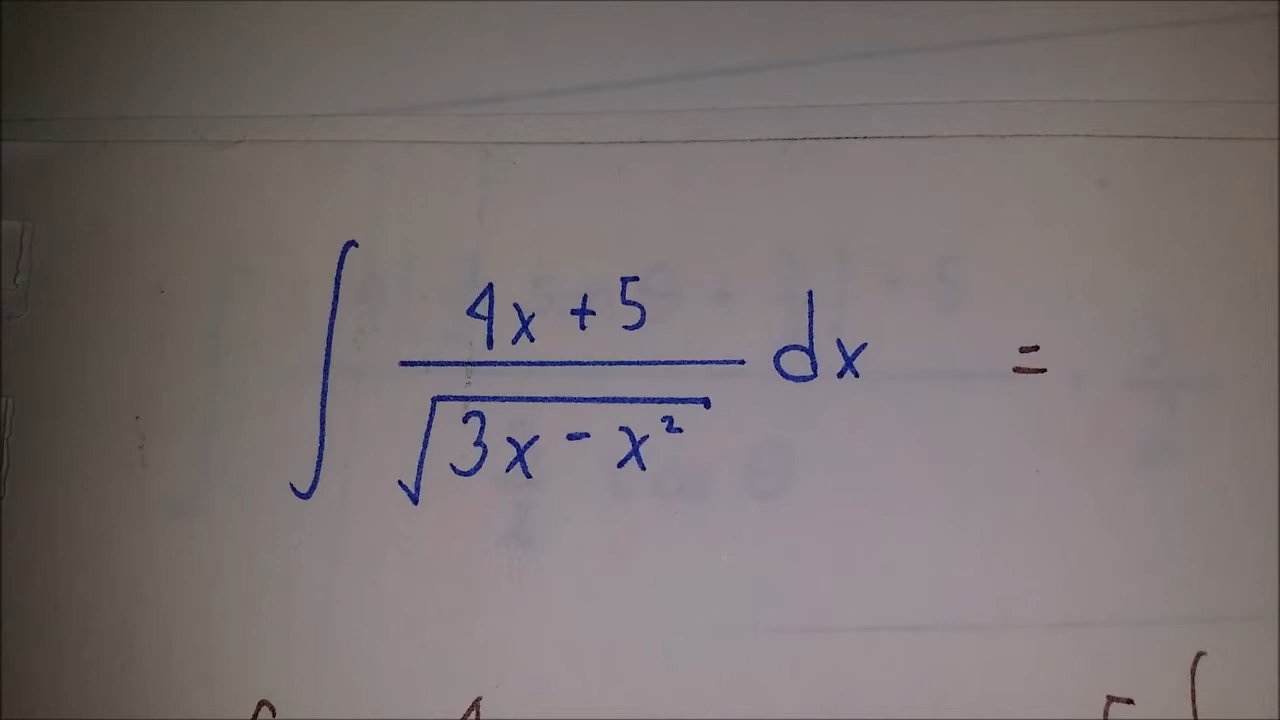 ∫ (4x + 5) / √(3x - x²) dx =